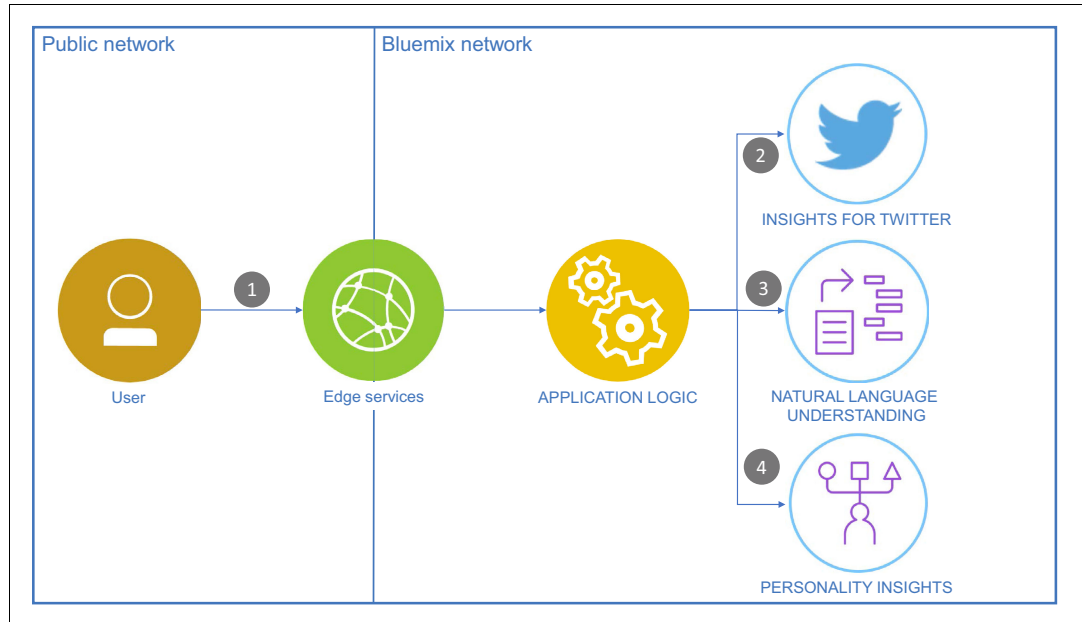 Public network
Bluemix network
2
INSIGHTS FOR TWITTER
1
3
User
Edge services
APPLICATION LOGIC
NATURAL LANGUAGE
UNDERSTANDING
4
PERSONALITY INSIGHTS